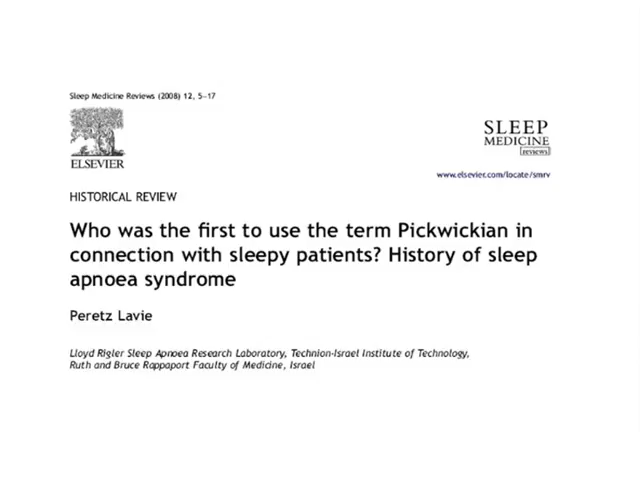 Sleep Medicine Reviews (2008) 12, 5–17
ELSEVIER
SLEEP
MEDICINE
reviews
www.elsevier.com/locate/smrv
HISTORICAL REVIEW
Who was the first to use the term Pickwickian in
connection with sleepy patients? History of sleep
apnoea syndrome
Peretz Lavie
Lloyd Rigler Sleep Apnoea Research Laboratory, Technion-Israel Institute of Technology,
Ruth and Bruce Rappaport Faculty of Medicine, Israel